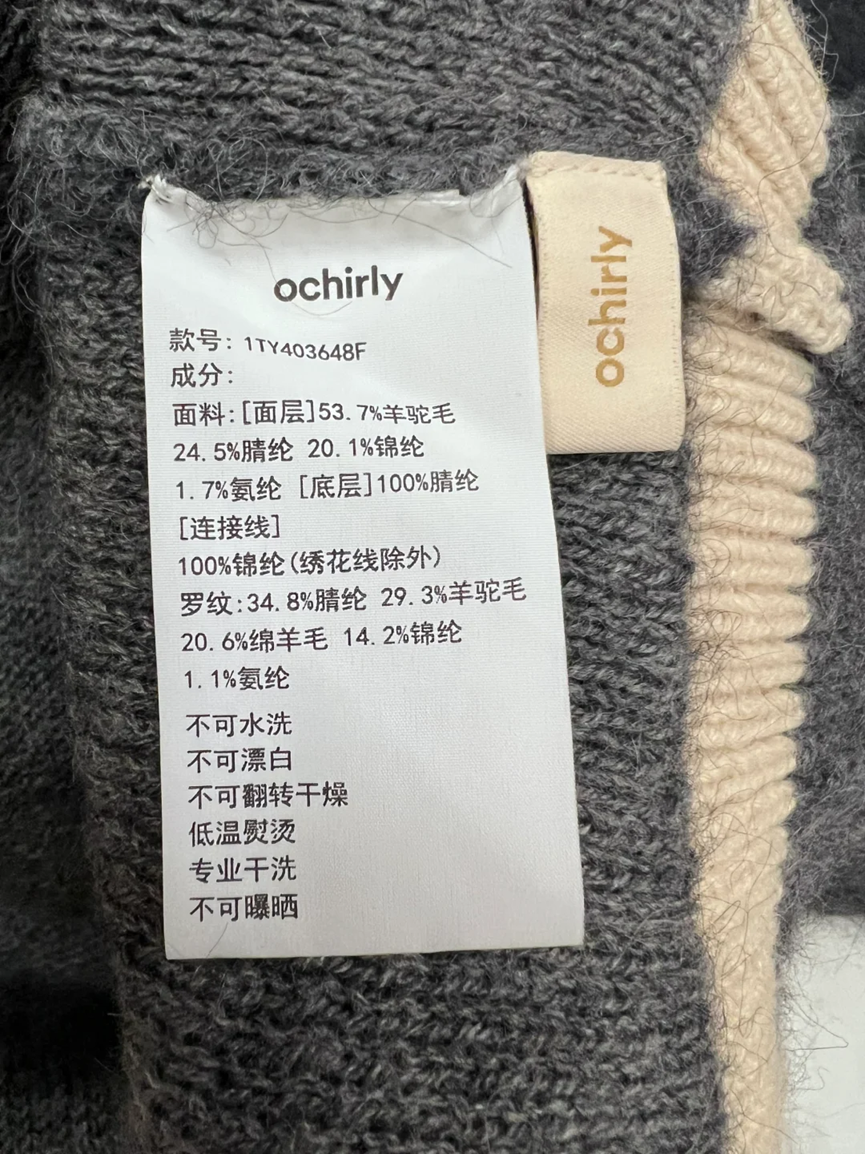 ochirly
款号: 1TY403648F
成分:
面料:[面层]53.7%羊驼毛
24.5%腈纶 20.1%锦纶
1.7%氨纶 [底层]100%腈纶
[连接线]
100%锦纶(绣花线除外)
罗纹:34.8%腈纶 29.3%羊驼毛
20.6%绵羊毛 14.2%锦纶
1.1%氨纶
不可水洗
不可漂白
不可翻转干燥
低温熨烫
专业干洗
不可曝晒
ochirly